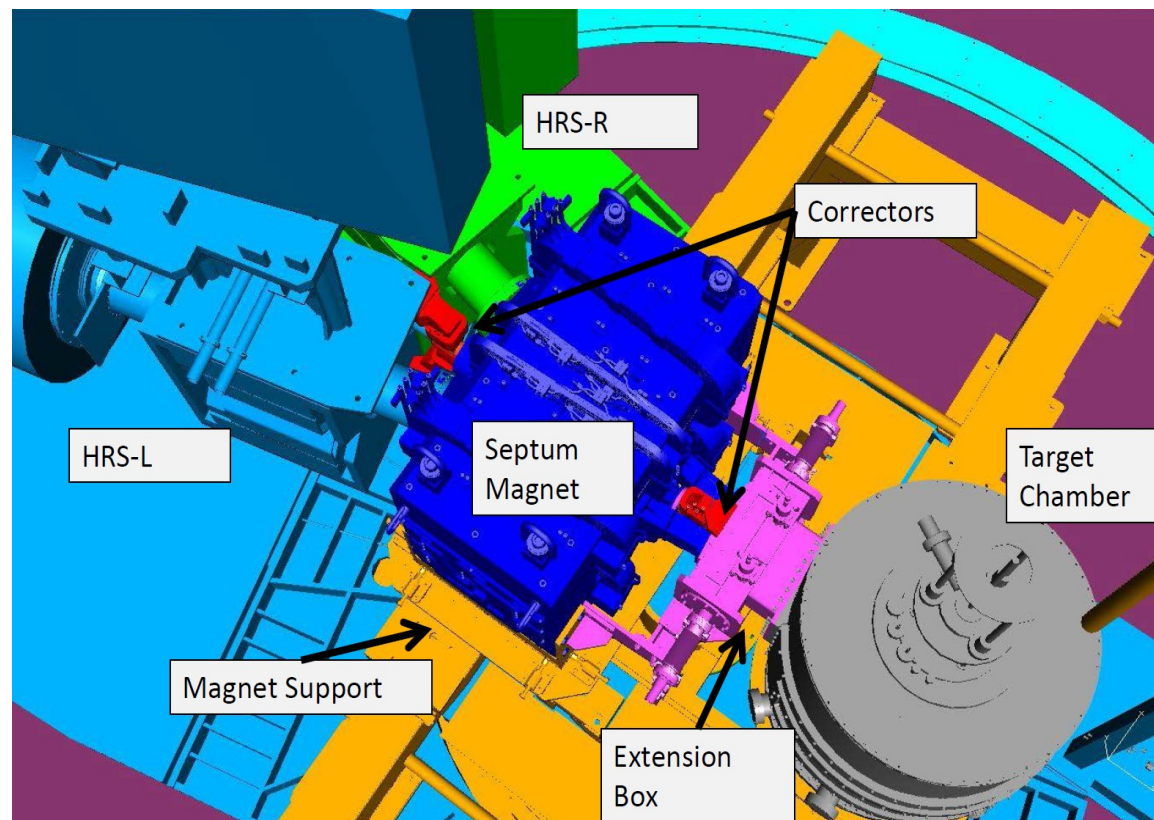 HRS-R
Correctors
HRS-L
Septum
Magnet
Target
Chamber
Magnet Support
Extension
Box